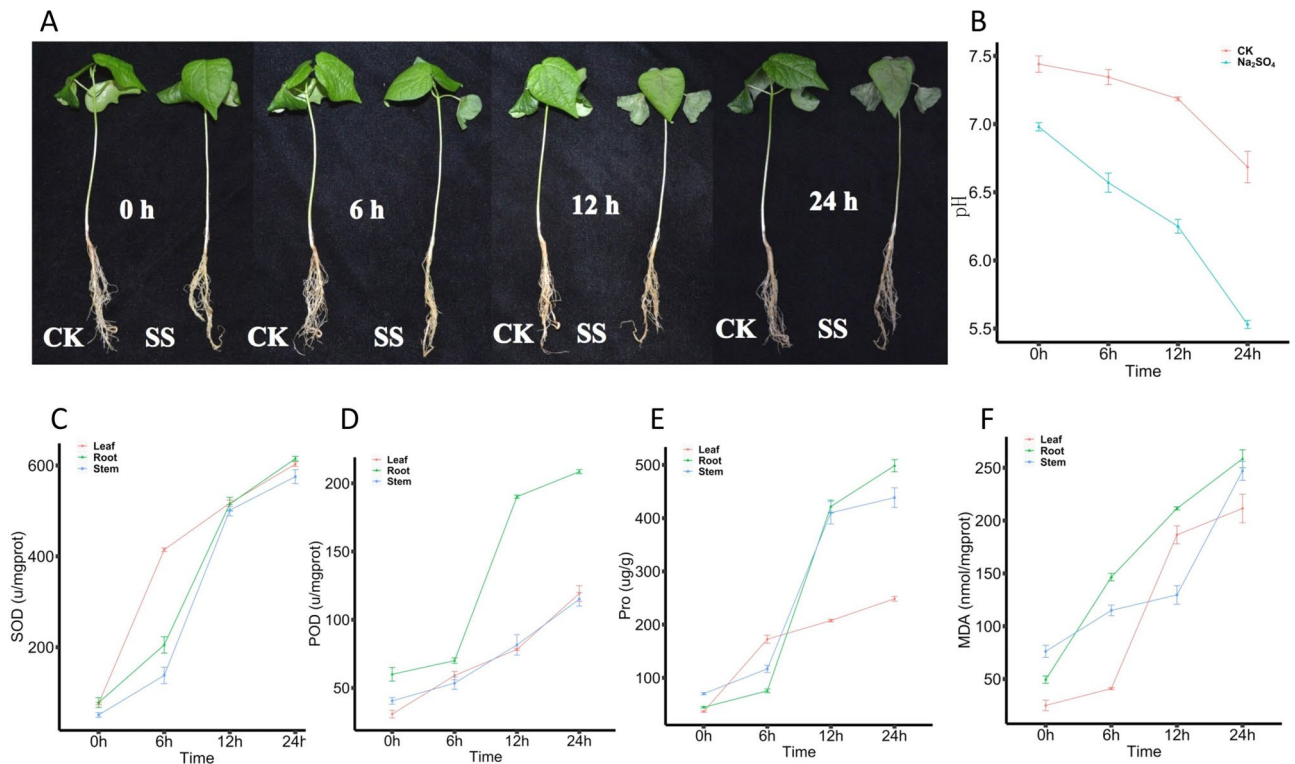 A
0 h
6 h
12 h
24 h
CK
SS
CK
SS
CK
SS
CK
SS
B
CK
Na₂SO₄
7.5
7.0
6.5
6.0
5.5
pH
0h
6h
12h
24h
Time
C
Leaf
Root
Stem
600
400
200
SOD (u/mgprot)
0h
6h
12h
24h
Time
D
Leaf
Root
Stem
200
150
100
50
POD (u/mgprot)
0h
6h
12h
24h
Time
E
Leaf
Root
Stem
500
400
300
200
100
Pro (ug/g)
0h
6h
12h
24h
Time
F
Leaf
Root
Stem
250
200
150
100
50
MDA (nmol/mgprot)
0h
6h
12h
24h
Time